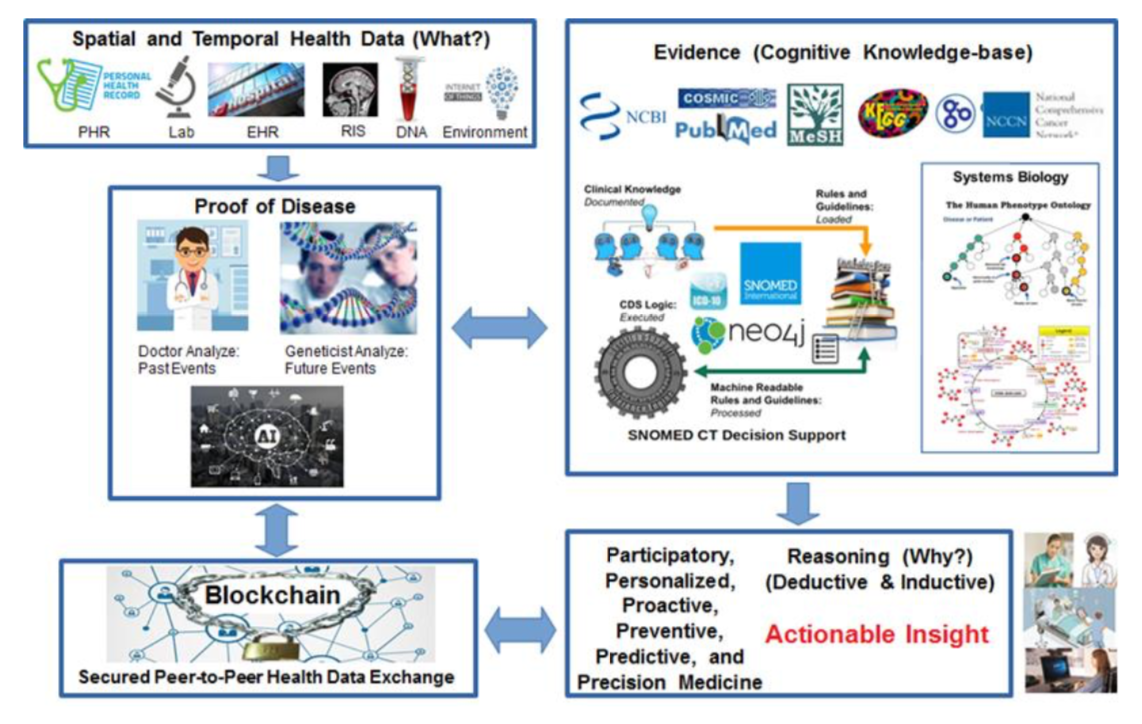 Spatial and Temporal Health Data (What?)
PERSONAL
HEALTH
RECORD
Hospital
INTERNET
OF THINGS
PHR
Lab
EHR
RIS
DNA
Environment
Proof of Disease
Doctor Analyze:
Past Events
Geneticist Analyze:
Future Events
AI
Blockchain
Secured Peer-to-Peer Health Data Exchange
Evidence (Cognitive Knowledge-base)
NCBI
COSMIC
PubMed
MeSH
KEGG
NCCN
National
Comprehensive
Cancer
Network®
Clinical Knowledge
Documented
Rules and
Guidelines:
Loaded
ICD-10
SNOMED
International
CDS Logic:
Executed
neo4j
Machine Readable
Rules and Guidelines:
Processed
SNOMED CT Decision Support
Systems Biology
The Human Phenotype Ontology
Disease or Patient
Legend
Participatory,
Personalized,
Proactive,
Preventive,
Predictive, and
Precision Medicine
Reasoning (Why?)
(Deductive & Inductive)
Actionable Insight